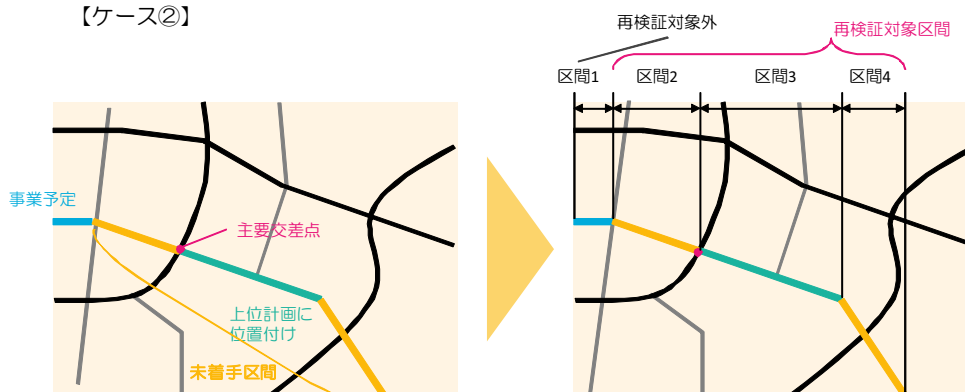 【ケース②】
再検証対象外
再検証対象区間
区間1
区間2
区間3
区間4
事業予定
主要交差点
上位計画に
位置付け
未着手区間